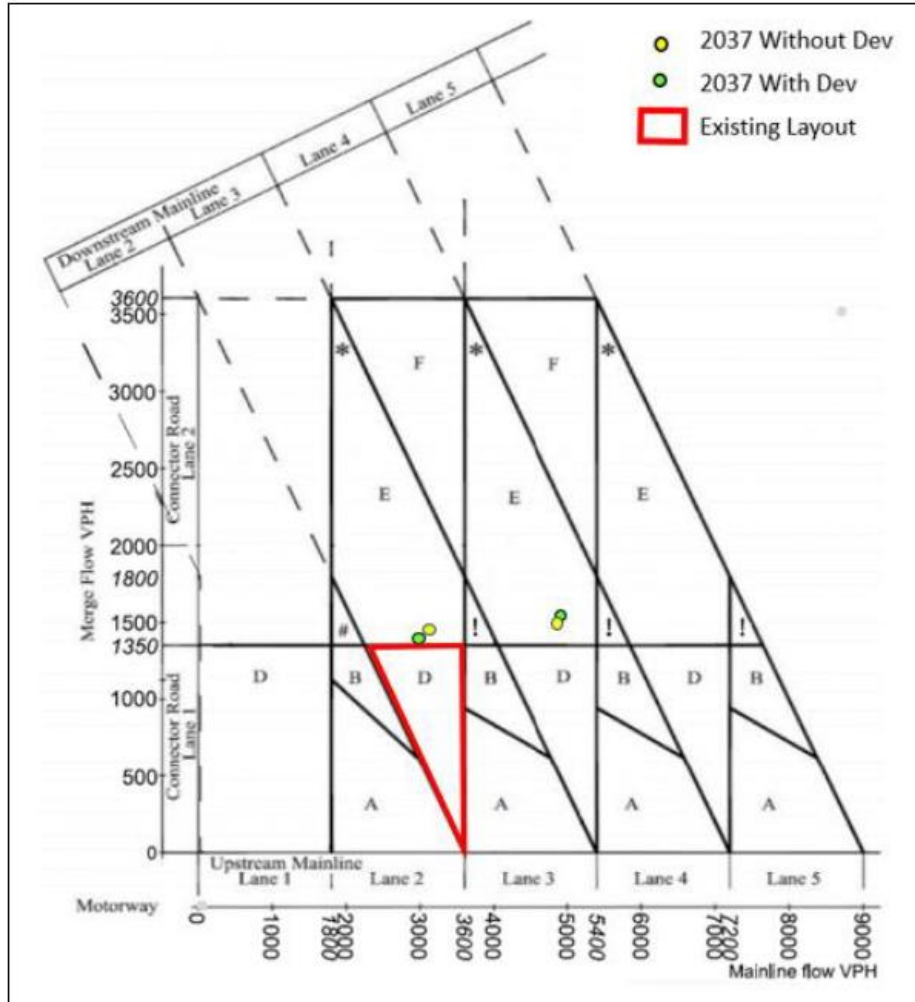 2037 Without Dev
2037 With Dev
Existing Layout
Lane 5
Lane 4
Downstream Mainline
Lane 3
Lane 2
3600
3500
3000
2500
2000
1800
1500
1350
1000
500
0
Merge Flow VPH
Connector Road
Lane 2
Connector Road
Lane 1
* * *
F F
E E E
# ! ! !
D B D B D B D B
A A A A
Upstream Mainline
Lane 1 Lane 2 Lane 3 Lane 4 Lane 5
Motorway
0 1000 1800 2000 3000 3600 4000 5000 5400 6000 7000 7200 8000 9000
Mainline flow VPH